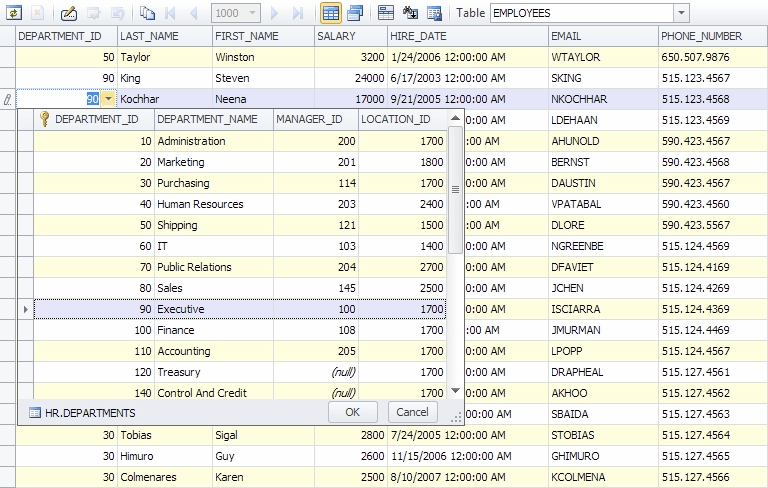 1000 Table EMPLOYEES
DEPARTMENT_ID LAST_NAME FIRST_NAME SALARY HIRE_DATE EMAIL PHONE_NUMBER
50 Taylor Winston 3200 1/24/2006 12:00:00 AM WTAYLOR 650.507.9876
90 King Steven 24000 6/17/2003 12:00:00 AM SKING 515.123.4567
90 Kochhar Neena 17000 9/21/2005 12:00:00 AM NKOCHHAR 515.123.4568
DEPARTMENT_ID DEPARTMENT_NAME MANAGER_ID LOCATION_ID :00:00 AM LDEHAAN 515.123.4569
10 Administration 200 1700 :00 AM AHUNOLD 590.423.4567
20 Marketing 201 1800 0:00 AM BERNST 590.423.4568
30 Purchasing 114 1700 0:00 AM DAUSTIN 590.423.4569
40 Human Resources 203 2400 :00 AM VPATABAL 590.423.4560
50 Shipping 121 1500 :00 AM DLORE 590.423.5567
60 IT 103 1400 0:00 AM NGREENBE 515.124.4569
70 Public Relations 204 2700 0:00 AM DFAVIET 515.124.4169
80 Sales 145 2500 0:00 AM JCHEN 515.124.4269
90 Executive 100 1700 0:00 AM ISCIARRA 515.124.4369
100 Finance 108 1700 :00 AM JMURMAN 515.124.4469
110 Accounting 205 1700 0:00 AM LPOPP 515.124.4567
120 Treasury (null) 1700 0:00 AM DRAPHEAL 515.127.4561
140 Control And Credit (null) 1700 0:00 AM AKHOO 515.127.4562
HR.DEPARTMENTS OK Cancel :00:00 AM SBAIDA 515.127.4563
30 Tobias Sigal 2800 7/24/2005 12:00:00 AM STOBIAS 515.127.4564
30 Himuro Guy 2600 11/15/2006 12:00:00 AM GHIMURO 515.127.4565
30 Colmenares Karen 2500 8/10/2007 12:00:00 AM KCOLMENA 515.127.4566